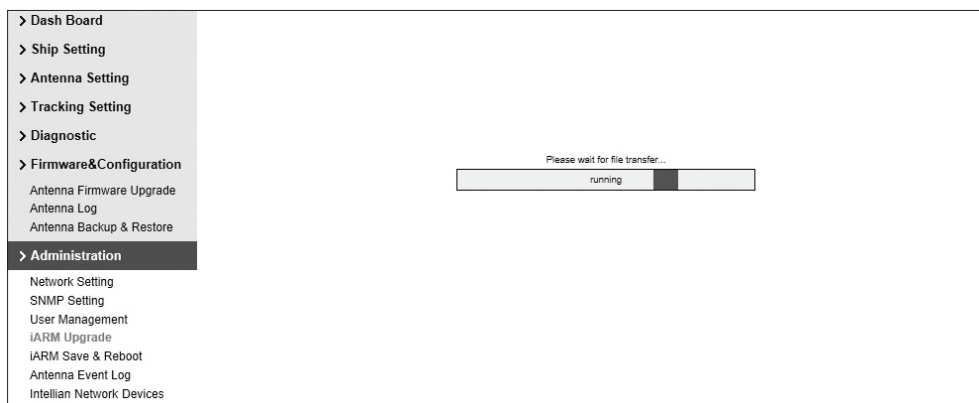 Dash Board
Ship Setting
Antenna Setting
Tracking Setting
Diagnostic
Firmware&Configuration
Antenna Firmware Upgrade
Antenna Log
Antenna Backup & Restore
Administration
Network Setting
SNMP Setting
User Management
iARM Upgrade
iARM Save & Reboot
Antenna Event Log
Intellian Network Devices
Please wait for file transfer...
running